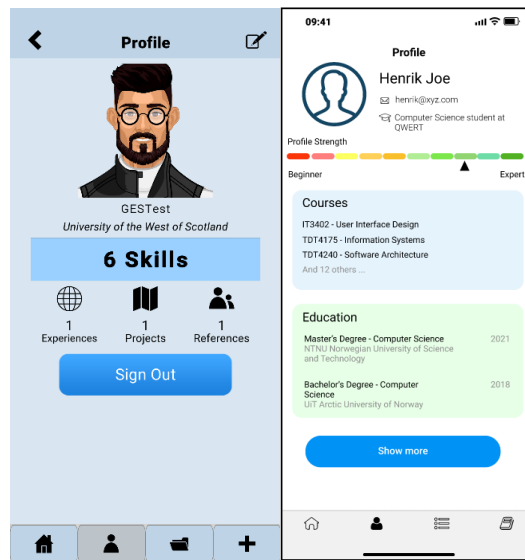 Profile
GESTest
University of the West of Scotland
6 Skills
1
Experiences
1
Projects
1
References
Sign Out
09:41
Profile
Henrik Joe
henrik@xyz.com
Computer Science student at
QWERT
Profile Strength
Beginner
Expert
Courses
IT3402 - User Interface Design
TDT4175 - Information Systems
TDT4240 - Software Architecture
And 12 others ...
Education
Master's Degree - Computer Science 2021
NTNU Norwegian University of Science
and Technology
Bachelor's Degree - Computer 2018
Science
UiT Arctic University of Norway
Show more